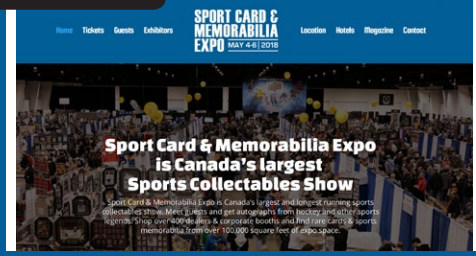 SPORT CARD &
MEMORABILIA
EXPO MAY 4-6 | 2018
Home Tickets Guests Exhibitors
Location Hotels Magazine Contact
Sport Card & Memorabilia Expo
is Canada's largest
Sports Collectables Show
Sport Card & Memorabilia Expo is Canada's largest and longest running sports
collectables show. Meet guests and get autographs from hockey and other sports
legends. Shop over 400 dealers & corporate booths and find rare cards & sports
memorabilia from over 100,000 square feet of expo space.